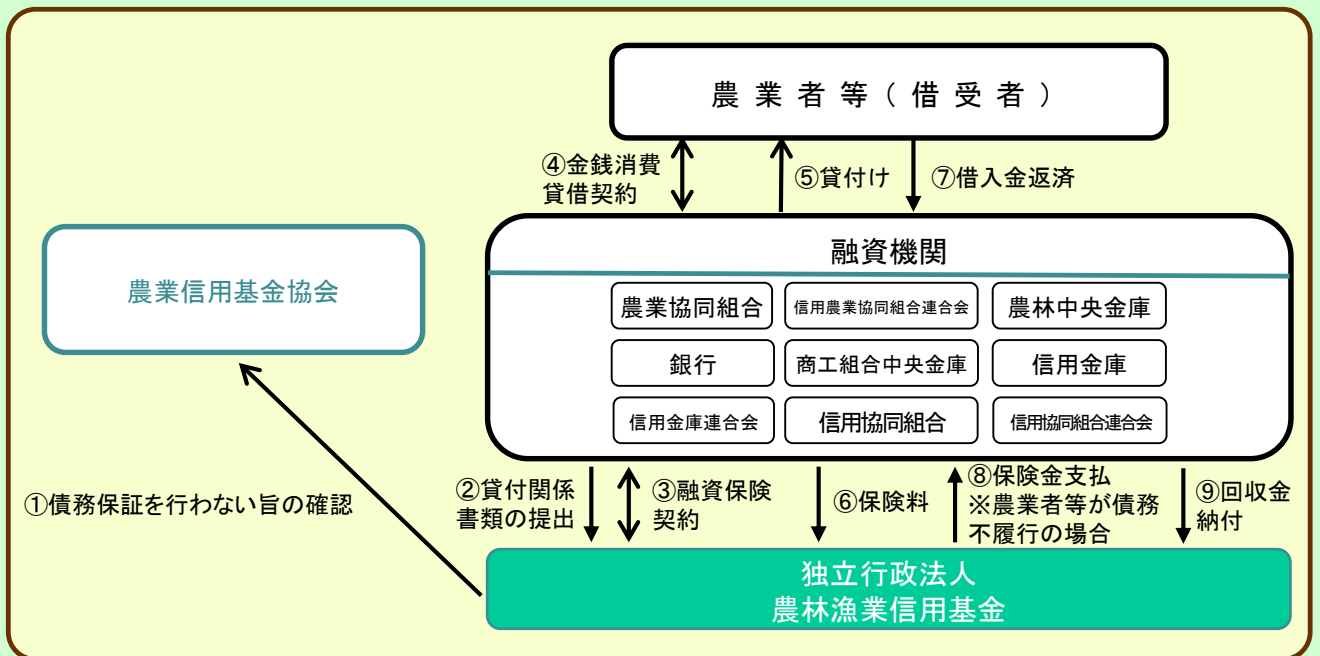 農業者等(借受者)
④金銭消費
貸借契約
⑤貸付け
⑦借入金返済
農業信用基金協会
融資機関
農業協同組合
信用農業協同組合連合会
農林中央金庫
銀行
商工組合中央金庫
信用金庫
信用金庫連合会
信用協同組合
信用協同組合連合会
①債務保証を行わない旨の確認
②貸付関係
書類の提出
③融資保険
契約
⑥保険料
⑧保険金支払
※農業者等が債務
不履行の場合
⑨回収金
納付
独立行政法人
農林漁業信用基金